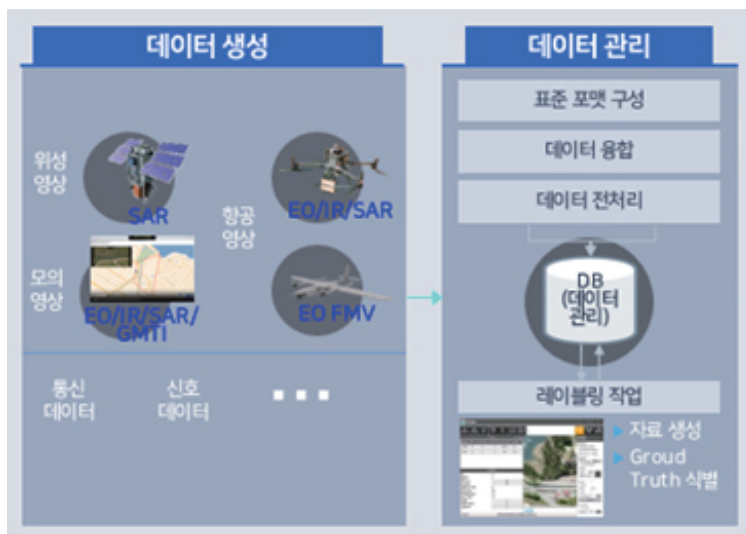 데이터 생성
위성
영상
SAR
항공
영상
EO/IR/SAR
모의
영상
EO/IR/SAR/
GMTI
EO FMV
통신
데이터
신호
데이터
데이터 관리
표준 포맷 구성
데이터 융합
데이터 전처리
DB
(데이터
관리)
레이블링 작업
자료 생성
Groud
Truth 식별